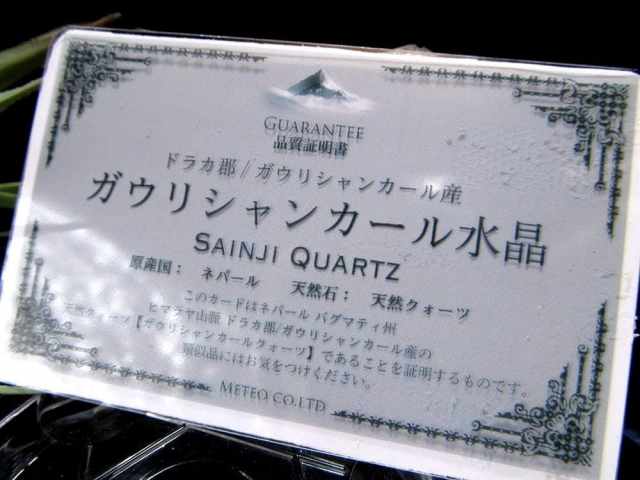 GUARANTEE
品質証明書
ドラカ郡/ガウリシャンカール産
ガウリシャンカール水晶
SAINJI QUARTZ
原産国： ネパール 天然石： 天然クォーツ
このカードはネパール バグマティ州
ヒマラヤ山脈 ドラカ郡/ガウリシャンカール産の
天然クォーツ【ガウリシャンカールクォーツ】であることを証明するものです。
類似品にはお気をつけください。
METEO CO.LTD